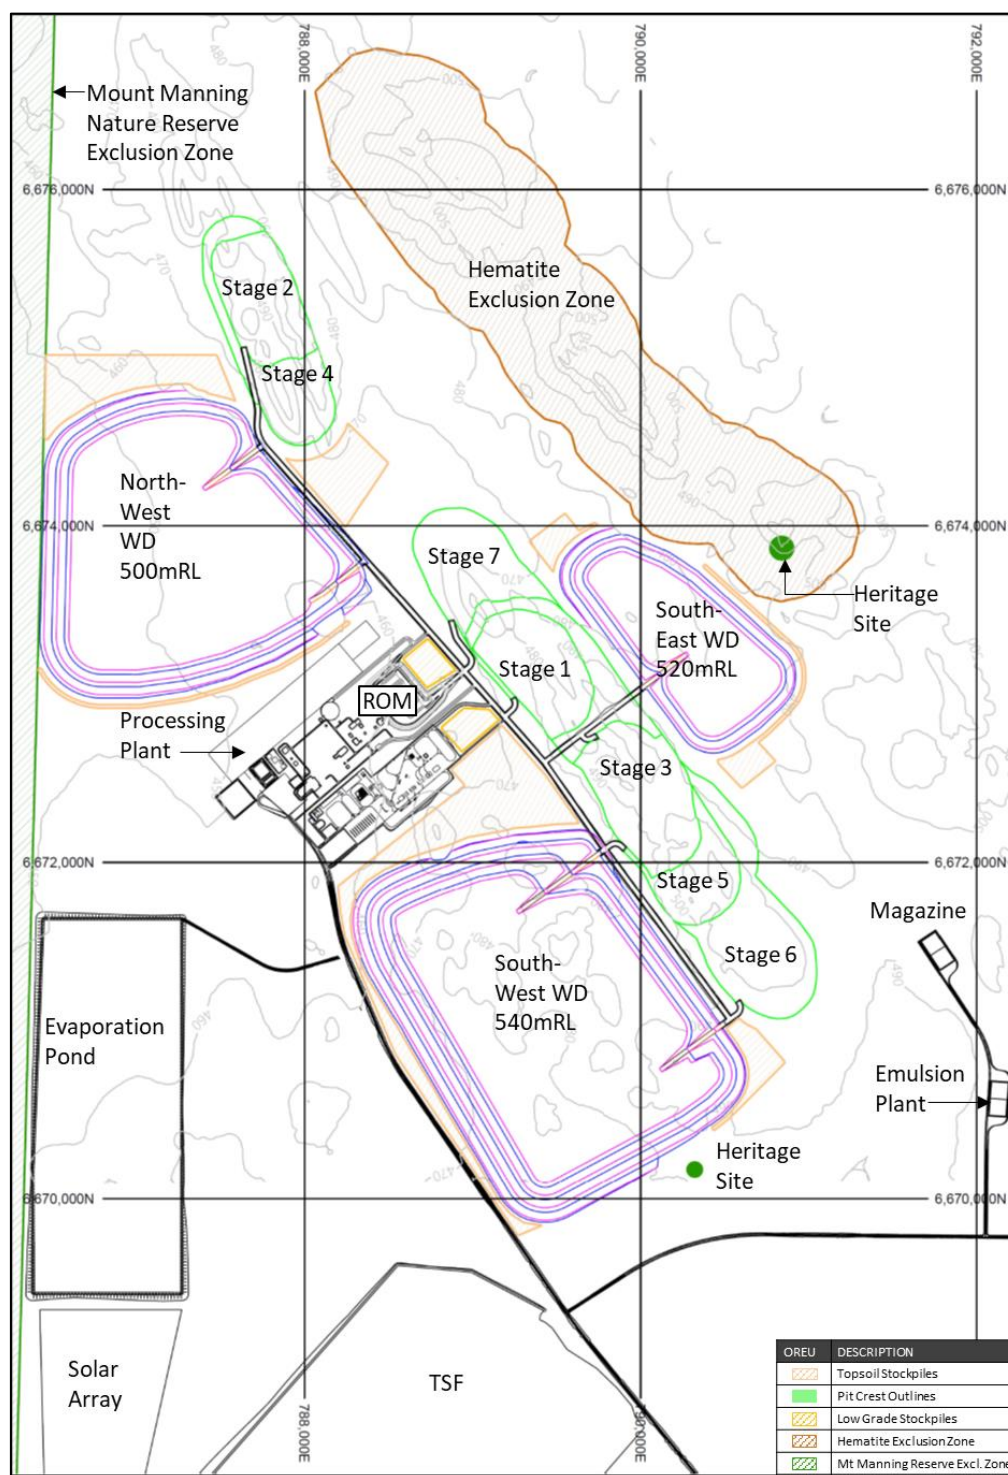 788,000E
790,000E
792,000E
Mount Manning
Nature Reserve
Exclusion Zone
6,676,000N
6,676,000N
Hematite
Exclusion Zone
Stage 2
Stage 4
North-
West
WD
500mRL
6,674,000N
6,674,000N
Stage 7
Heritage
Site
South-
East WD
520mRL
Stage 1
ROM
Processing
Plant
Stage 3
6,672,000N
6,672,000N
Stage 5
Magazine
Stage 6
South-
West WD
540mRL
Evaporation
Pond
Emulsion
Plant
Heritage
Site
6,670,000N
6,670,000N
Solar
Array
TSF
788,000E
790,000E
OREU DESCRIPTION
Topsoil Stockpiles
Pit Crest Outlines
Low Grade Stockpiles
Hematite Exclusion Zone
Mt Manning Reserve Excl. Zone